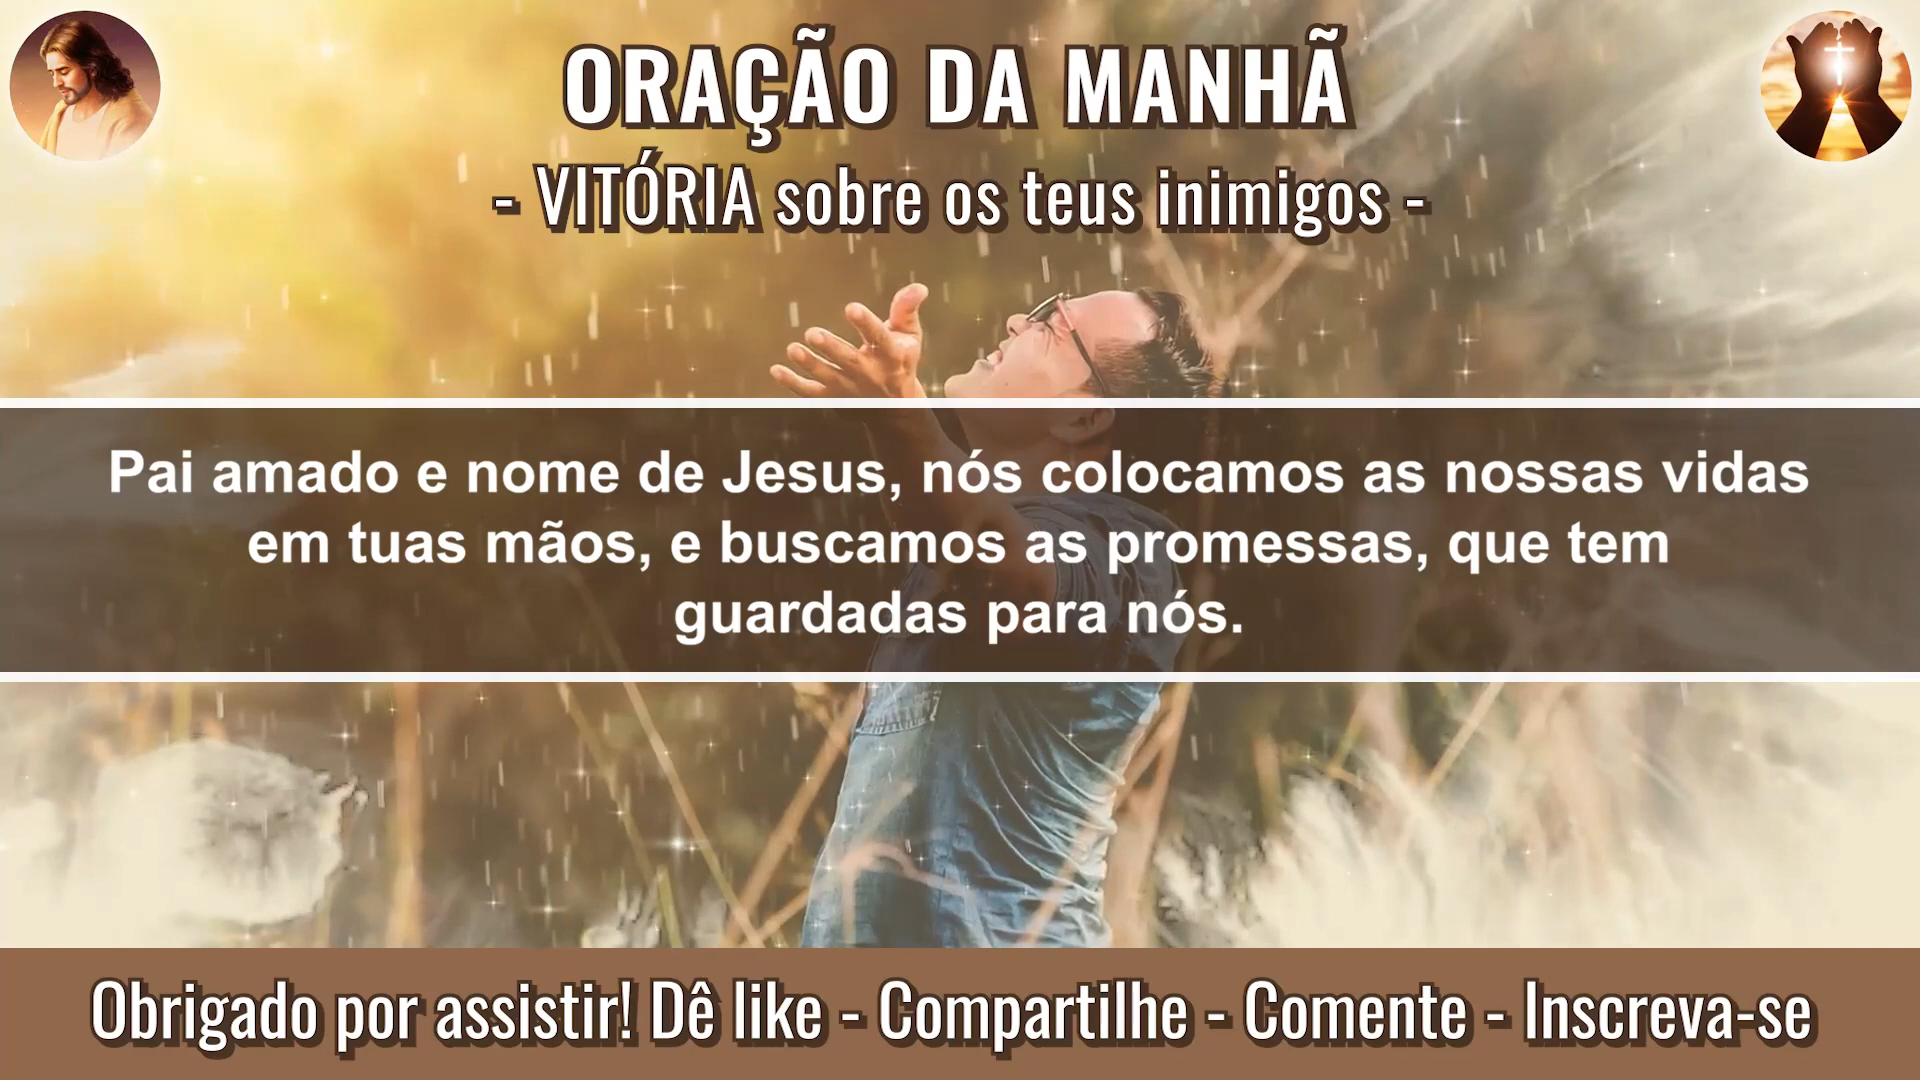 ORAÇÃO DA MANHÃ
- VITÓRIA sobre os teus inimigos -
Pai amado e nome de Jesus, nós colocamos as nossas vidas
em tuas mãos, e buscamos as promessas, que tem
guardadas para nós.
Obrigado por assistir! Dê like - Compartilhe - Comente - Inscreva-se